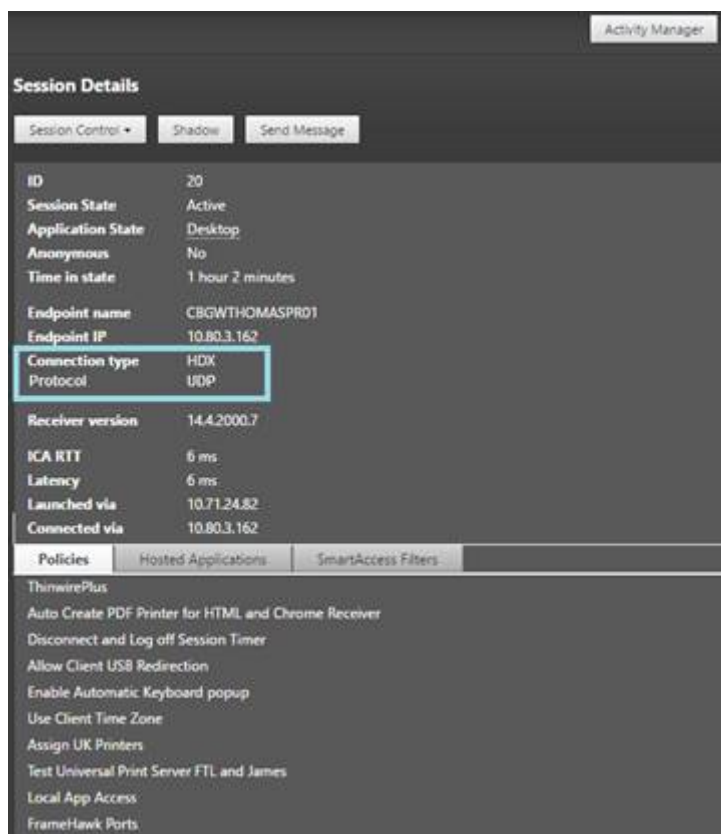 Activity Manager
Session Details
Session Control Shadow Send Message
ID 20
Session State Active
Application State Desktop
Anonymous No
Time in state 1 hour 2 minutes
Endpoint name CBGWTHOMASPR01
Endpoint IP 10.80.3.162
Connection type HDX
Protocol UDP
Receiver version 14.4.2000.7
ICA RTT 6 ms
Latency 6 ms
Launched via 10.71.24.82
Connected via 10.80.3.162
Policies Hosted Applications SmartAccess Filters
ThinwirePlus
Auto Create PDF Printer for HTML and Chrome Receiver
Disconnect and Log off Session Timer
Allow Client USB Redirection
Enable Automatic Keyboard popup
Use Client Time Zone
Assign UK Printers
Test Universal Print Server FTL and James
Local App Access
FrameHawk Ports